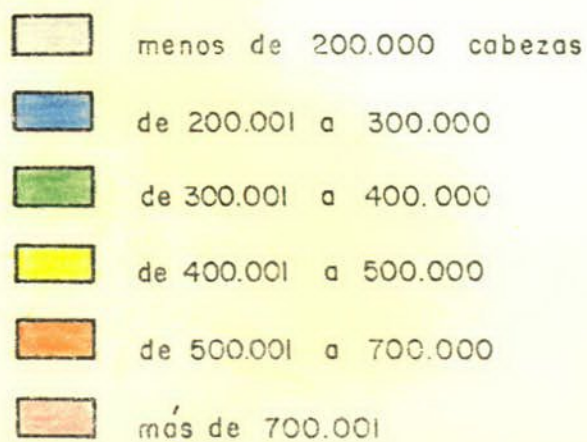 menos de 200.000 cabezas
de 200.001 a 300.000
de 300.001 a 400.000
de 400.001 a 500.000
de 500.001 a 700.000
más de 700.001